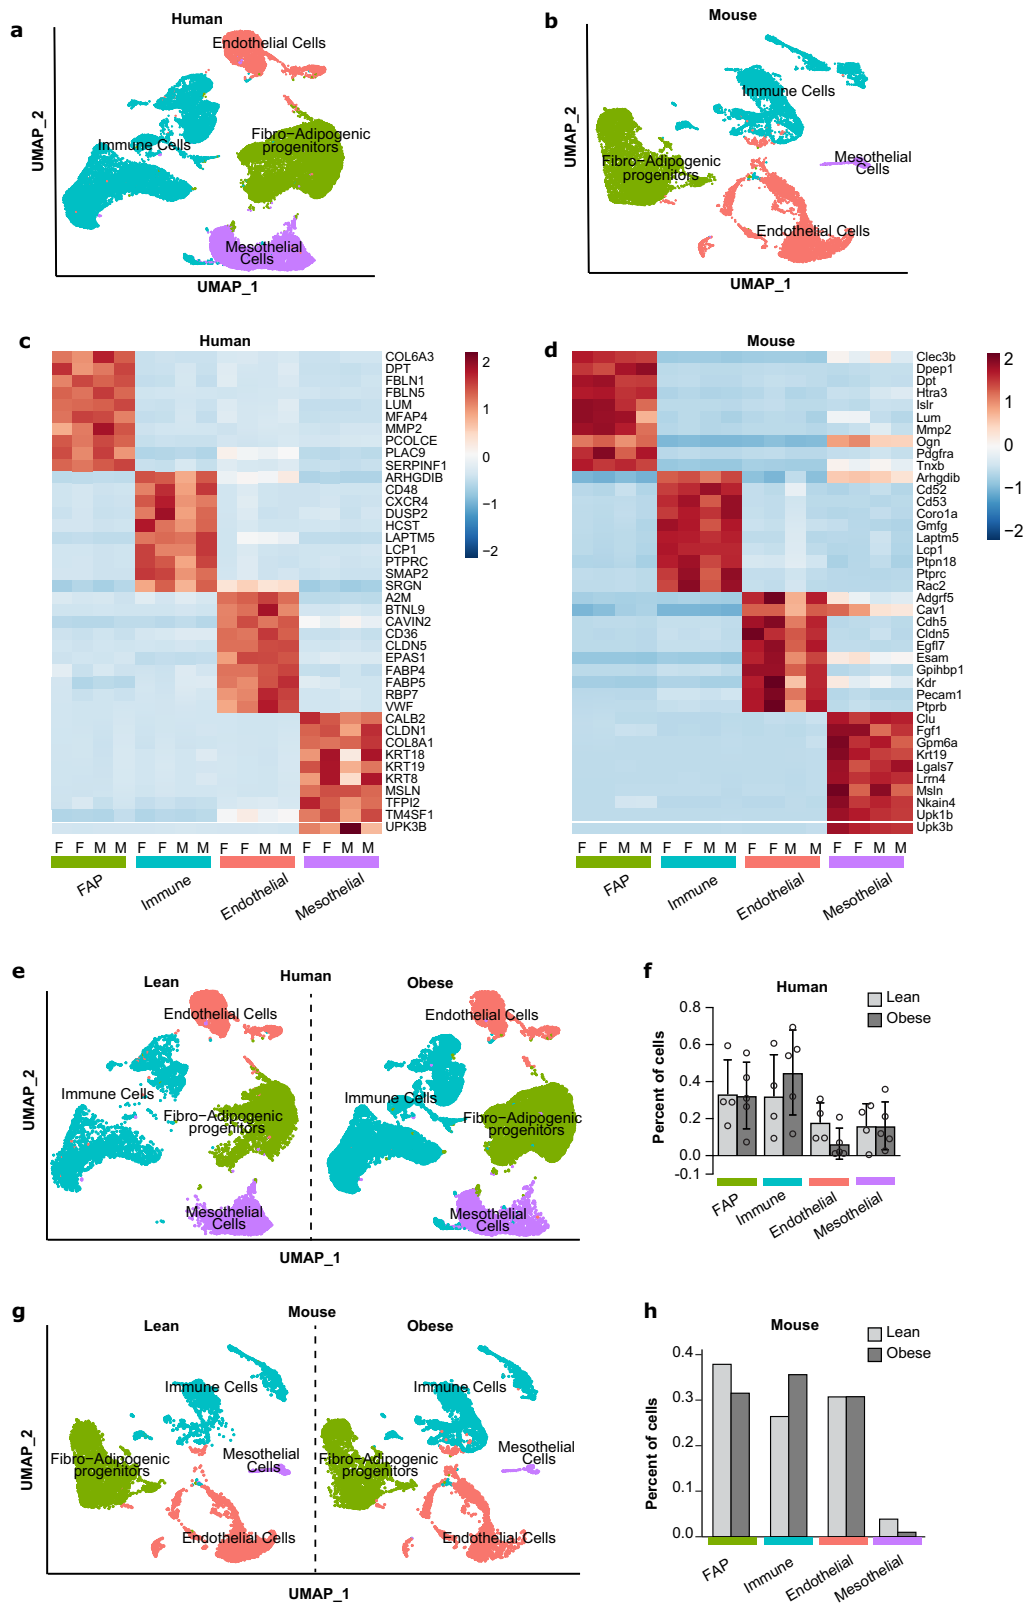 a
Human
Endothelial Cells
Immune Cells
Fibro−Adipogenic
progenitors
Mesothelial
Cells
UMAP_2
UMAP_1
b
Mouse
Immune Cells
Fibro−Adipogenic
progenitors
Mesothelial
Cells
Endothelial Cells
UMAP_2
UMAP_1
c
Human
COL6A3
DPT
FBLN1
FBLN5
LUM
MFAP4
MMP2
PCOLCE
PLAC9
SERPINF1
ARHGDIB
CD48
CXCR4
DUSP2
HCST
LAPTM5
LCP1
PTPRC
SMAP2
SRGN
A2M
BTNL9
CAVIN2
CD36
CLDN5
EPAS1
FABP4
FABP5
RBP7
VWF
CALB2
CLDN1
COL8A1
KRT18
KRT19
KRT8
MSLN
TFPI2
TM4SF1
UPK3B
2
1
0
−1
−2
F F M M F F M M F F M M F F M M
FAP
Immune
Endothelial
Mesothelial
d
Mouse
Clec3b
Dpep1
Dpt
Htra3
Islr
Lum
Mmp2
Ogn
Pdgfra
Tnxb
Arhgdib
Cd52
Cd53
Coro1a
Gmfg
Laptm5
Lcp1
Ptpn18
Ptprc
Rac2
Adgrf5
Cav1
Cdh5
Cldn5
Egfl7
Esam
Gpihbp1
Kdr
Pecam1
Ptprb
Clu
Fgf1
Gpm6a
Krt19
Lgals7
Lrrn4
Msln
Nkain4
Upk1b
Upk3b
2
1
0
−1
−2
F F M M F F M M F F M M F F M M
FAP
Immune
Endothelial
Mesothelial
e
Human
Lean
Obese
Endothelial Cells
Immune Cells
Fibro−Adipogenic
progenitors
Mesothelial
Cells
Endothelial Cells
Immune Cells
Fibro−Adipogenic
progenitors
Mesothelial
Cells
UMAP_2
UMAP_1
f
Human
Lean
Obese
Percent of cells
0.8
0.6
0.4
0.2
0.0
-0.1
FAP
Immune
Endothelial
Mesothelial
g
Mouse
Lean
Obese
Immune Cells
Fibro−Adipogenic
progenitors
Mesothelial
Cells
Endothelial Cells
Immune Cells
Fibro−Adipogenic
progenitors
Mesothelial
Cells
Endothelial Cells
UMAP_2
UMAP_1
h
Mouse
Lean
Obese
Percent of cells
0.4
0.3
0.2
0.1
0.0
FAP
Immune
Endothelial
Mesothelial